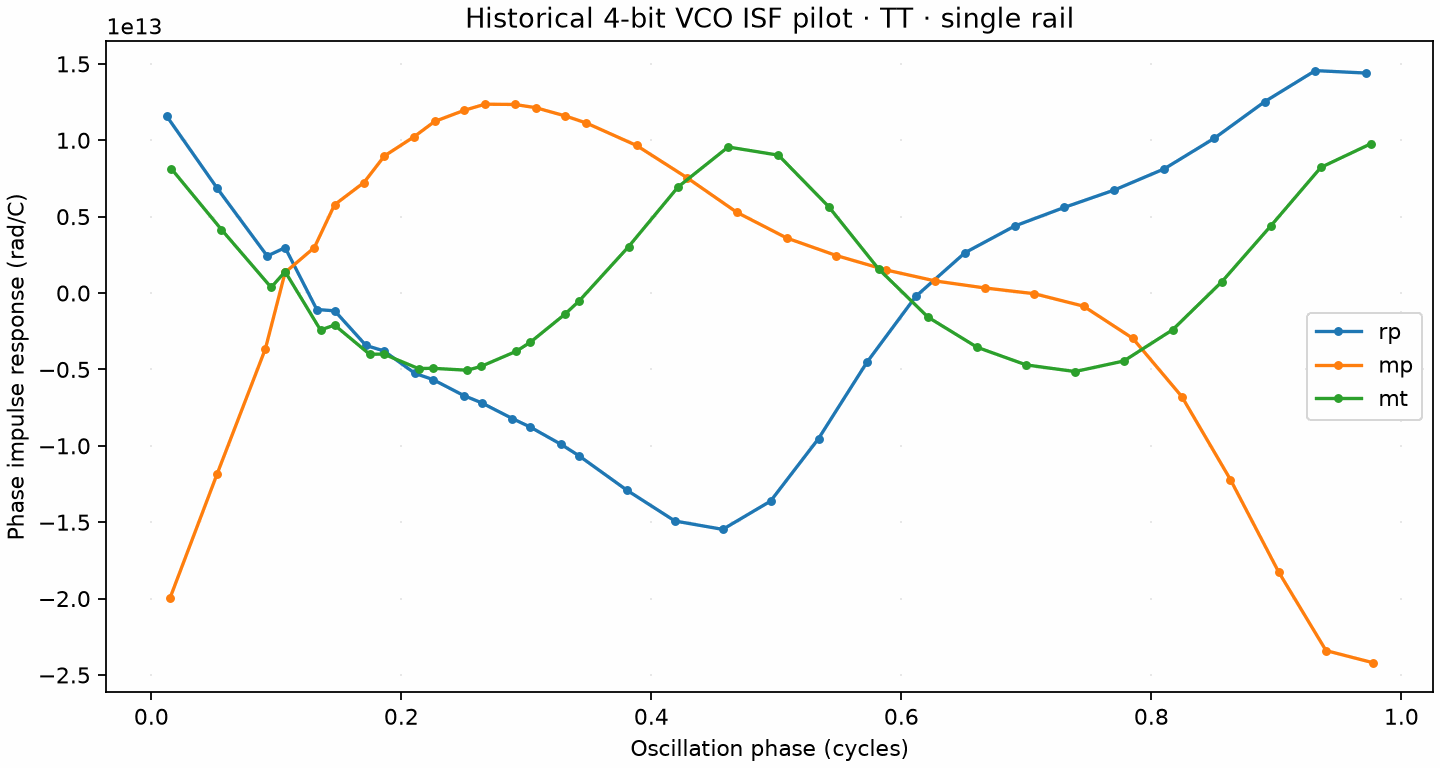 Historical 4-bit VCO ISF pilot · TT · single rail
1e13
1.5
1.0
0.5
0.0
−0.5
−1.0
−1.5
−2.0
−2.5
Phase impulse response (rad/C)
rp
mp
mt
0.0 0.2 0.4 0.6 0.8 1.0
Oscillation phase (cycles)